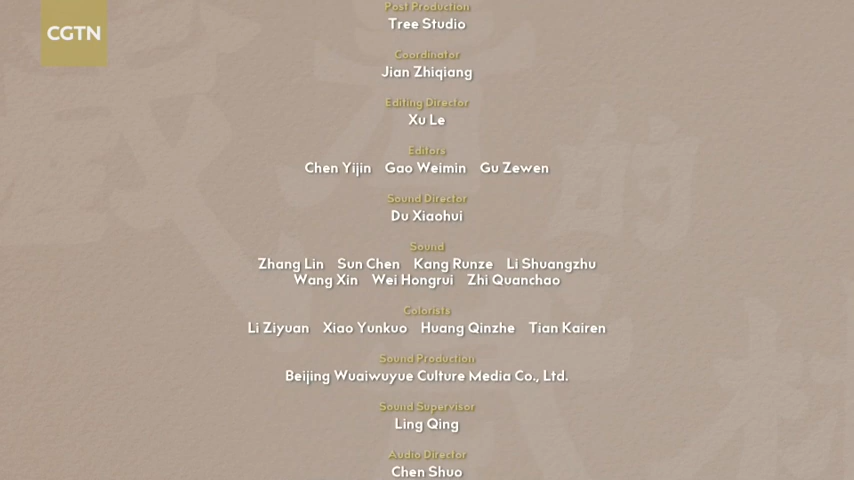 CGTN
Post Production
Tree Studio
Coordinator
Jian Zhiqiang
Editing Director
Xu Le
Editors
Chen Yijin Gao Weimin Gu Zewen
Sound Director
Du Xiaohui
Sound
Zhang Lin Sun Chen Kang Runze Li Shuangzhu
Wang Xin Wei Hongrui Zhi Quanchao
Colorists
Li Ziyuan Xiao Yunkuo Huang Qinzhe Tian Kairen
Sound Production
Beijing Wuaiwuyue Culture Media Co., Ltd.
Sound Supervisor
Ling Qing
Audio Director
Chen Shuo